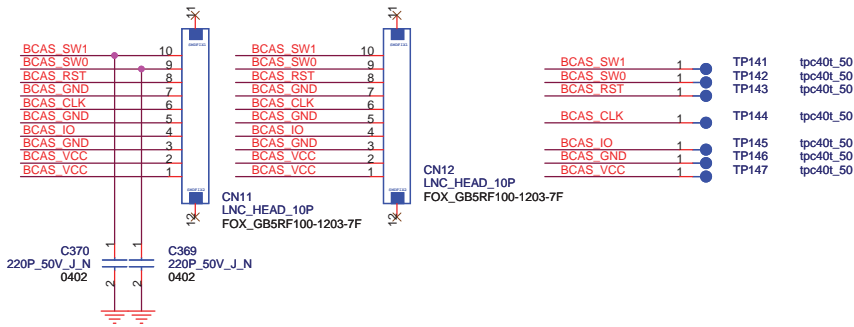 11
GNDFIX2
BCAS_SW1 10
BCAS_SW0 9
BCAS_RST 8
BCAS_GND 7
BCAS_CLK 6
BCAS_GND 5
BCAS_IO 4
BCAS_GND 3
BCAS_VCC 2
BCAS_VCC 1
12
CN11
LNC_HEAD_10P
FOX_GB5RF100-1203-7F
11
BCAS_SW1 10
BCAS_SW0 9
BCAS_RST 8
BCAS_GND 7
BCAS_CLK 6
BCAS_GND 5
BCAS_IO 4
BCAS_GND 3
BCAS_VCC 2
BCAS_VCC 1
12
CN12
LNC_HEAD_10P
FOX_GB5RF100-1203-7F
BCAS_SW1 1 TP141 tpc40t_50
BCAS_SW0 1 TP142 tpc40t_50
BCAS_RST 1 TP143 tpc40t_50
BCAS_CLK 1 TP144 tpc40t_50
BCAS_IO 1 TP145 tpc40t_50
BCAS_GND 1 TP146 tpc40t_50
BCAS_VCC 1 TP147 tpc40t_50
1
C370
220P_50V_J_N
0402
2
1
C369
220P_50V_J_N
0402
2